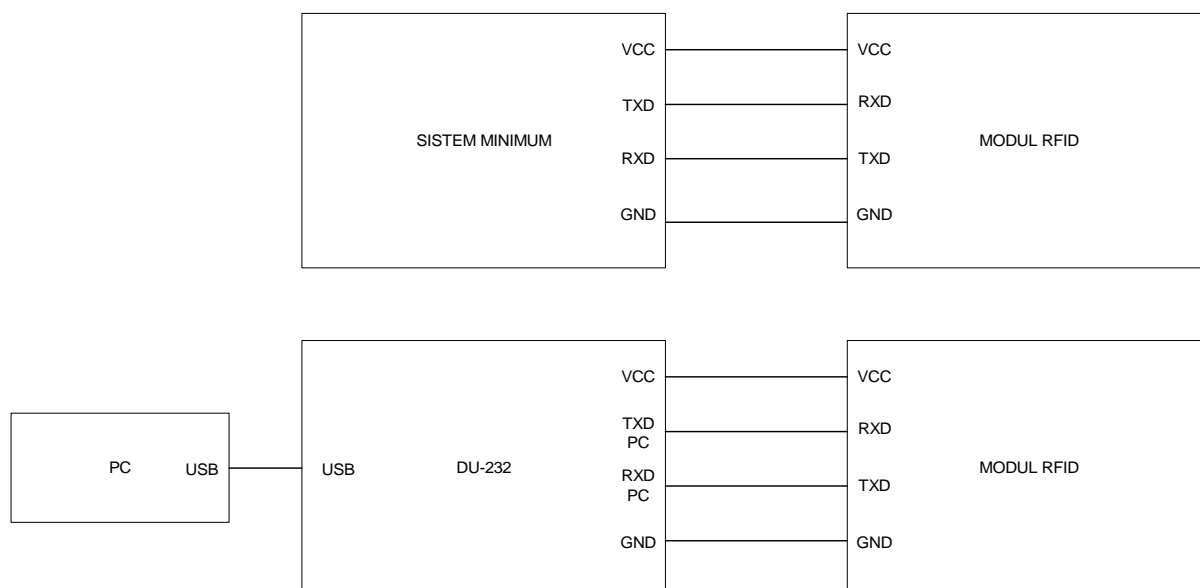 VCC VCC
TXD RXD
SISTEM MINIMUM MODUL RFID
RXD TXD
GND GND
VCC VCC
TXD
PC RXD
PC USB USB DU-232 MODUL RFID
RXD
PC TXD
GND GND